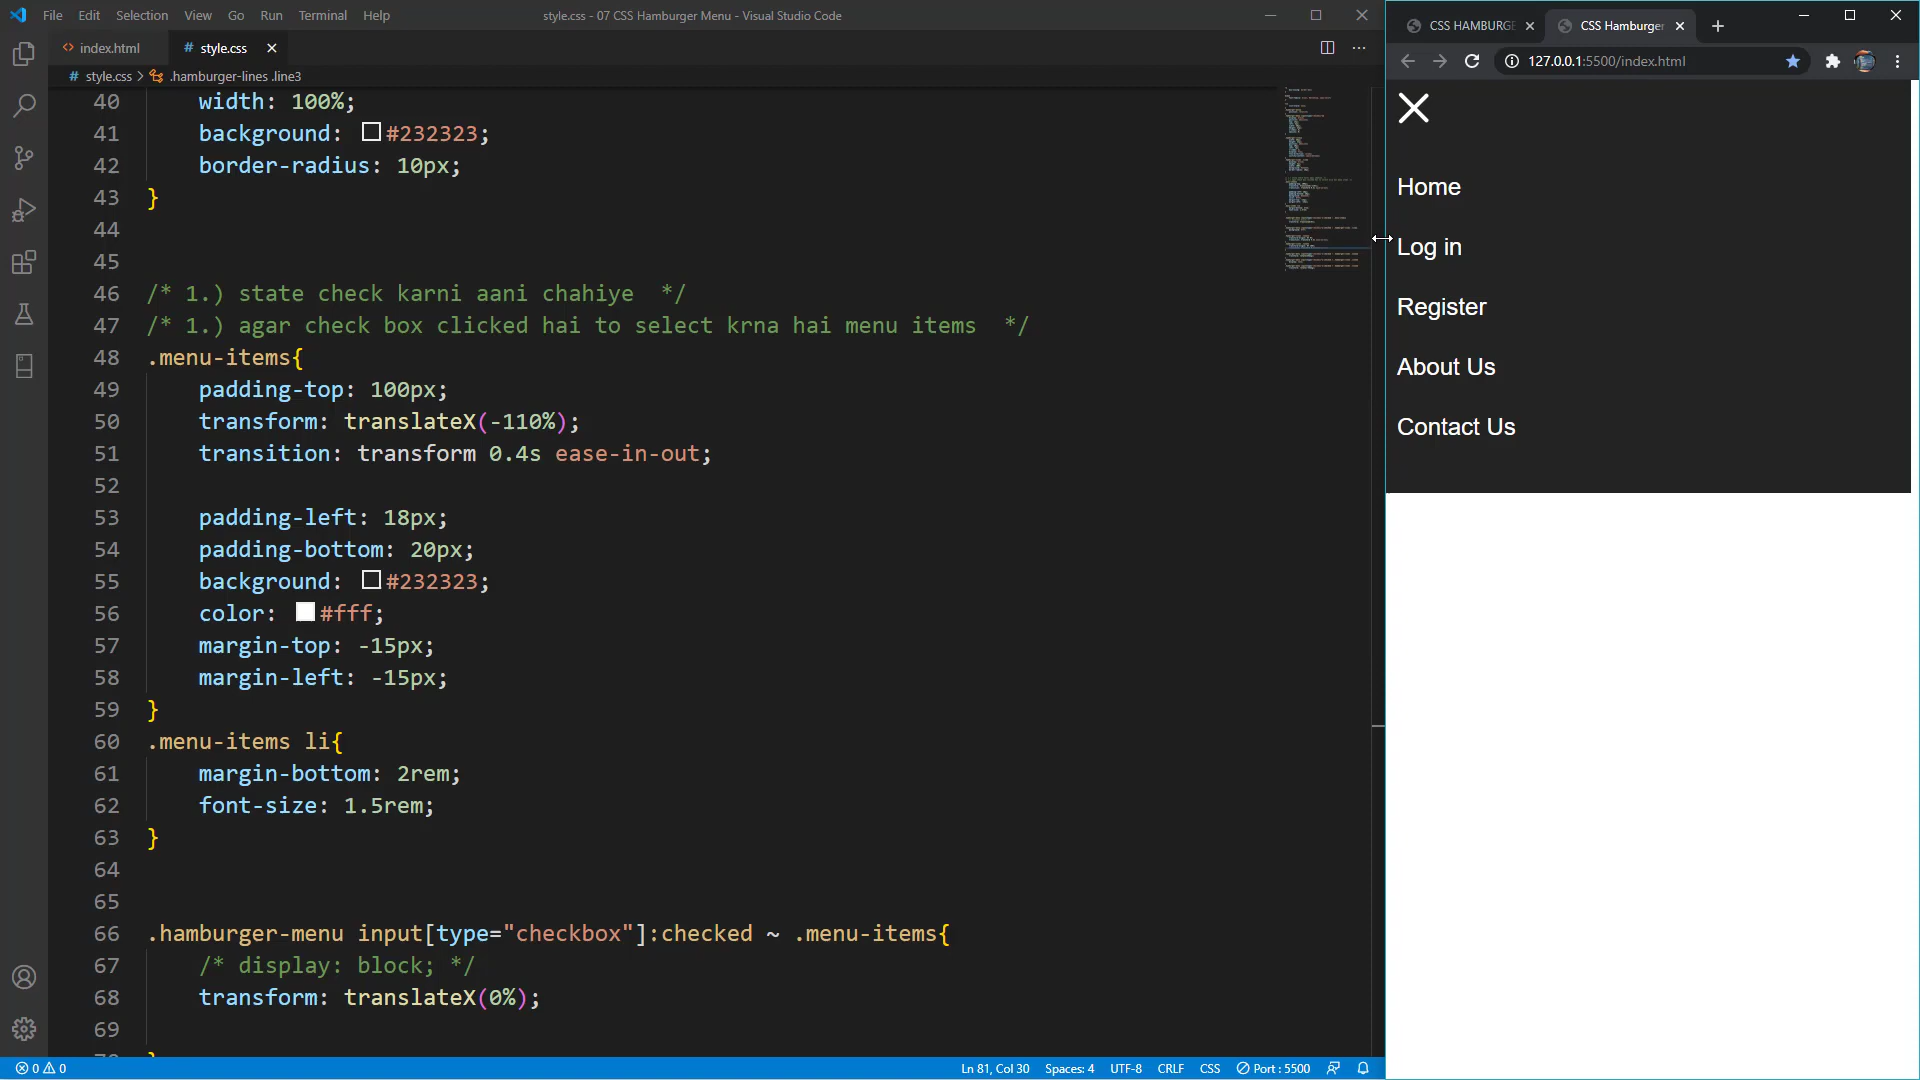 File Edit Selection View Go Run Terminal Help style.css - 07 CSS Hamburger Menu - Visual Studio Code
index.html # style.css
# style.css > .hamburger-lines .line3
40 width: 100%;
41 background: #232323;
42 border-radius: 10px;
43 }
44
45
46 /* 1.) state check karni aani chahiye */
47 /* 1.) agar check box clicked hai to select krna hai menu items */
48 .menu-items{
49 padding-top: 100px;
50 transform: translateX(-110%);
51 transition: transform 0.4s ease-in-out;
52
53 padding-left: 18px;
54 padding-bottom: 20px;
55 background: #232323;
56 color: #fff;
57 margin-top: -15px;
58 margin-left: -15px;
59 }
60 .menu-items li{
61 margin-bottom: 2rem;
62 font-size: 1.5rem;
63 }
64
65
66 .hamburger-menu input[type="checkbox"]:checked ~ .menu-items{
67 /* display: block; */
68 transform: translateX(0%);
69
0 0 Ln 81, Col 30 Spaces: 4 UTF-8 CRLF CSS Port : 5500
CSS HAMBURGE CSS Hamburger
127.0.0.1:5500/index.html
Home
Log in
Register
About Us
Contact Us